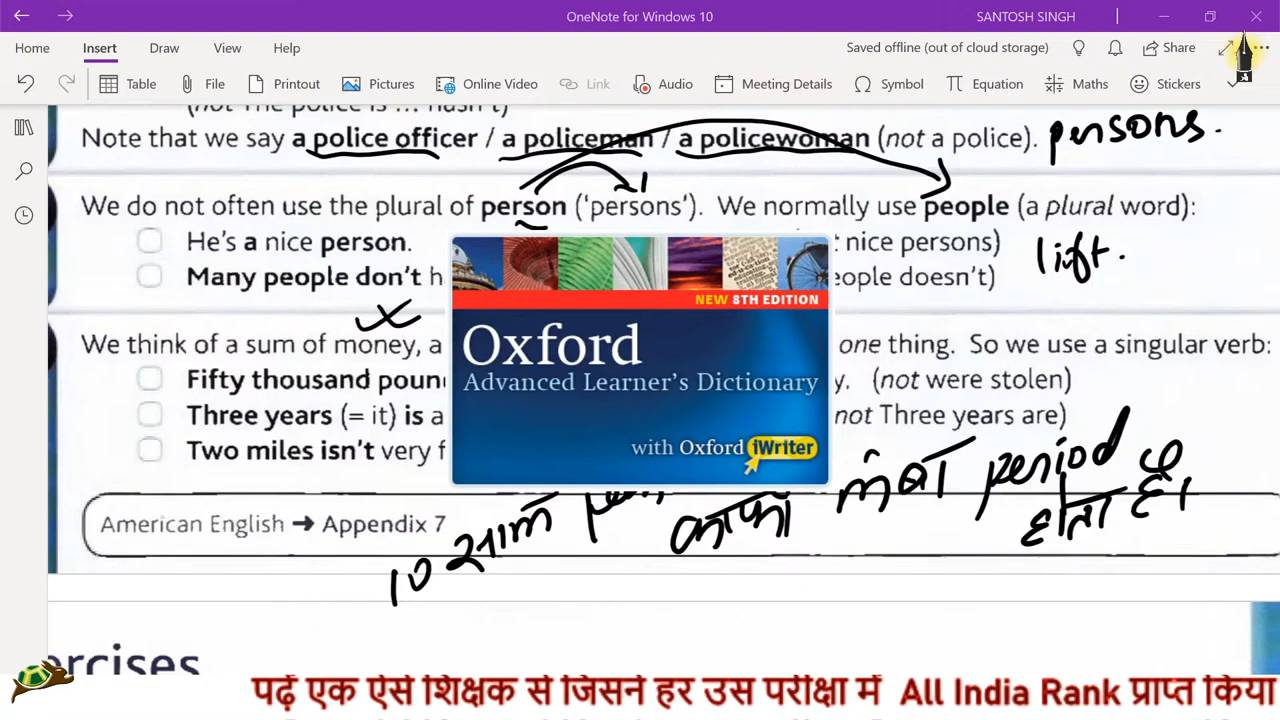 OneNote for Windows 10 SANTOSH SINGH
Home Insert Draw View Help Saved offline (out of cloud storage) Share
Table File Printout Pictures Online Video Link Audio Meeting Details Symbol Equation Maths Stickers
(not The police is ... hasn't)
Note that we say a police officer / a policeman / a policewoman (not a police). persons.
We do not often use the plural of person ('persons'). We normally use people (a plural word):
He's a nice person. nice persons) lift.
Many people don't h eople doesn't)
We think of a sum of money, a one thing. So we use a singular verb:
Fifty thousand poun y. (not were stolen)
Three years (= it) is a not Three years are)
Two miles isn't very f
NEW 8TH EDITION
Oxford
Advanced Learner's Dictionary
with Oxford iWriter
10 साल काफी लंबा period होता है।
American English → Appendix 7
ercises
पढ़ें एक ऐसे शिक्षक से जिसने हर उस परीक्षा में All India Rank प्राप्त किया